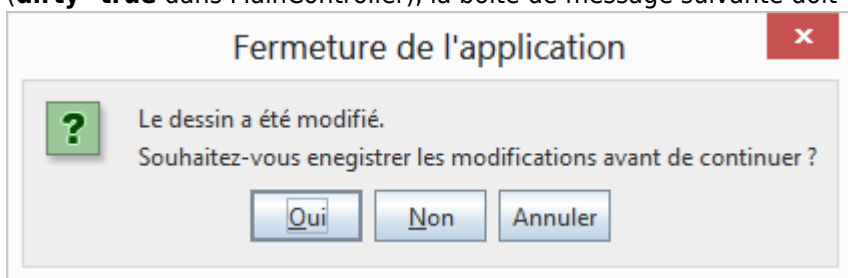 Fermeture de l'application
x
?
Le dessin a été modifié.
Souhaitez-vous enegistrer les modifications avant de continuer ?
Oui
Non
Annuler